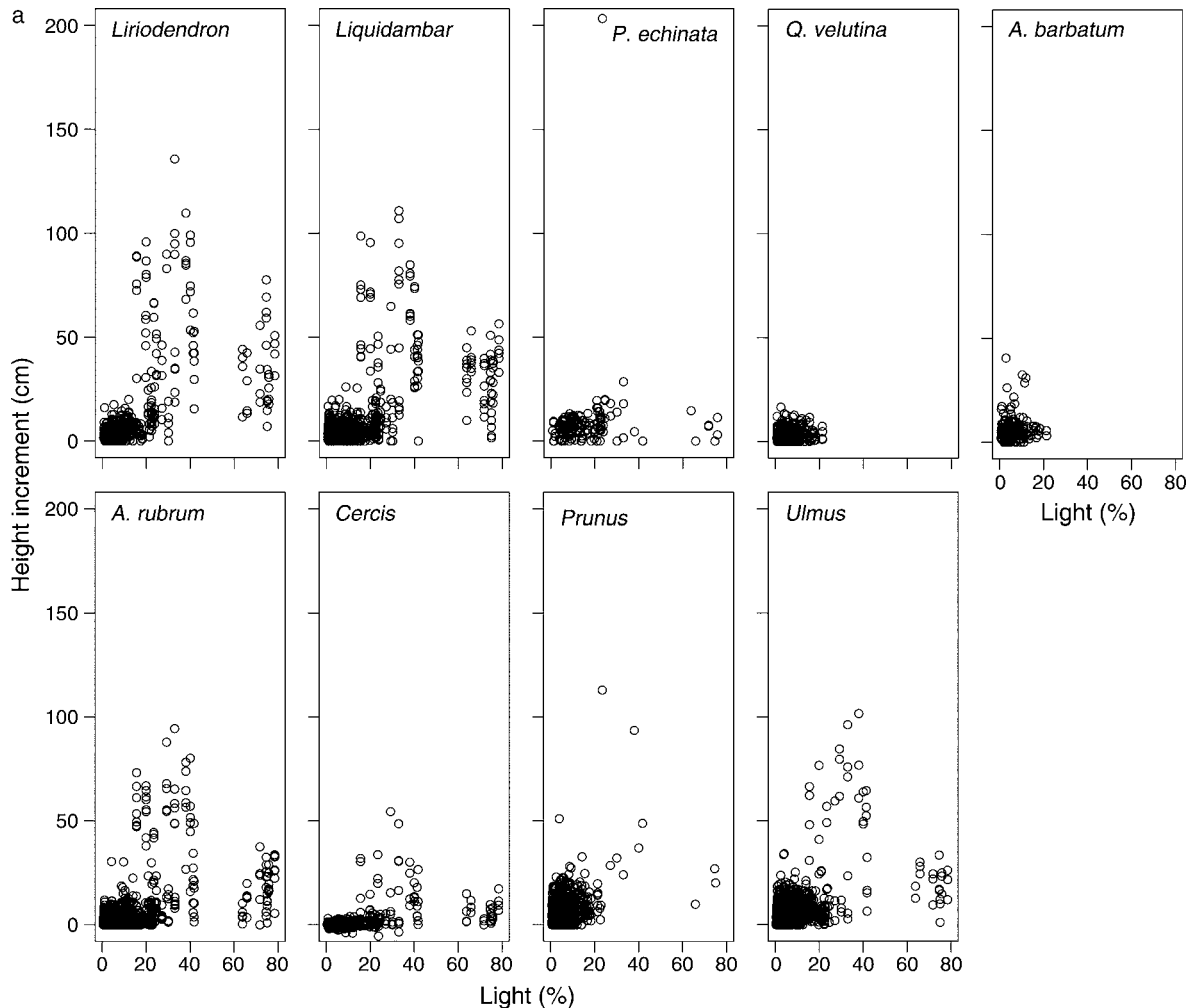 a
Liriodendron
Liquidambar
P. echinata
Q. velutina
A. barbatum
200
150
100
50
0
0 20 40 60 80
Light (%)
Height increment (cm)
A. rubrum
Cercis
Prunus
Ulmus
200
150
100
50
0
0 20 40 60 80
0 20 40 60 80
0 20 40 60 80
0 20 40 60 80
Light (%)